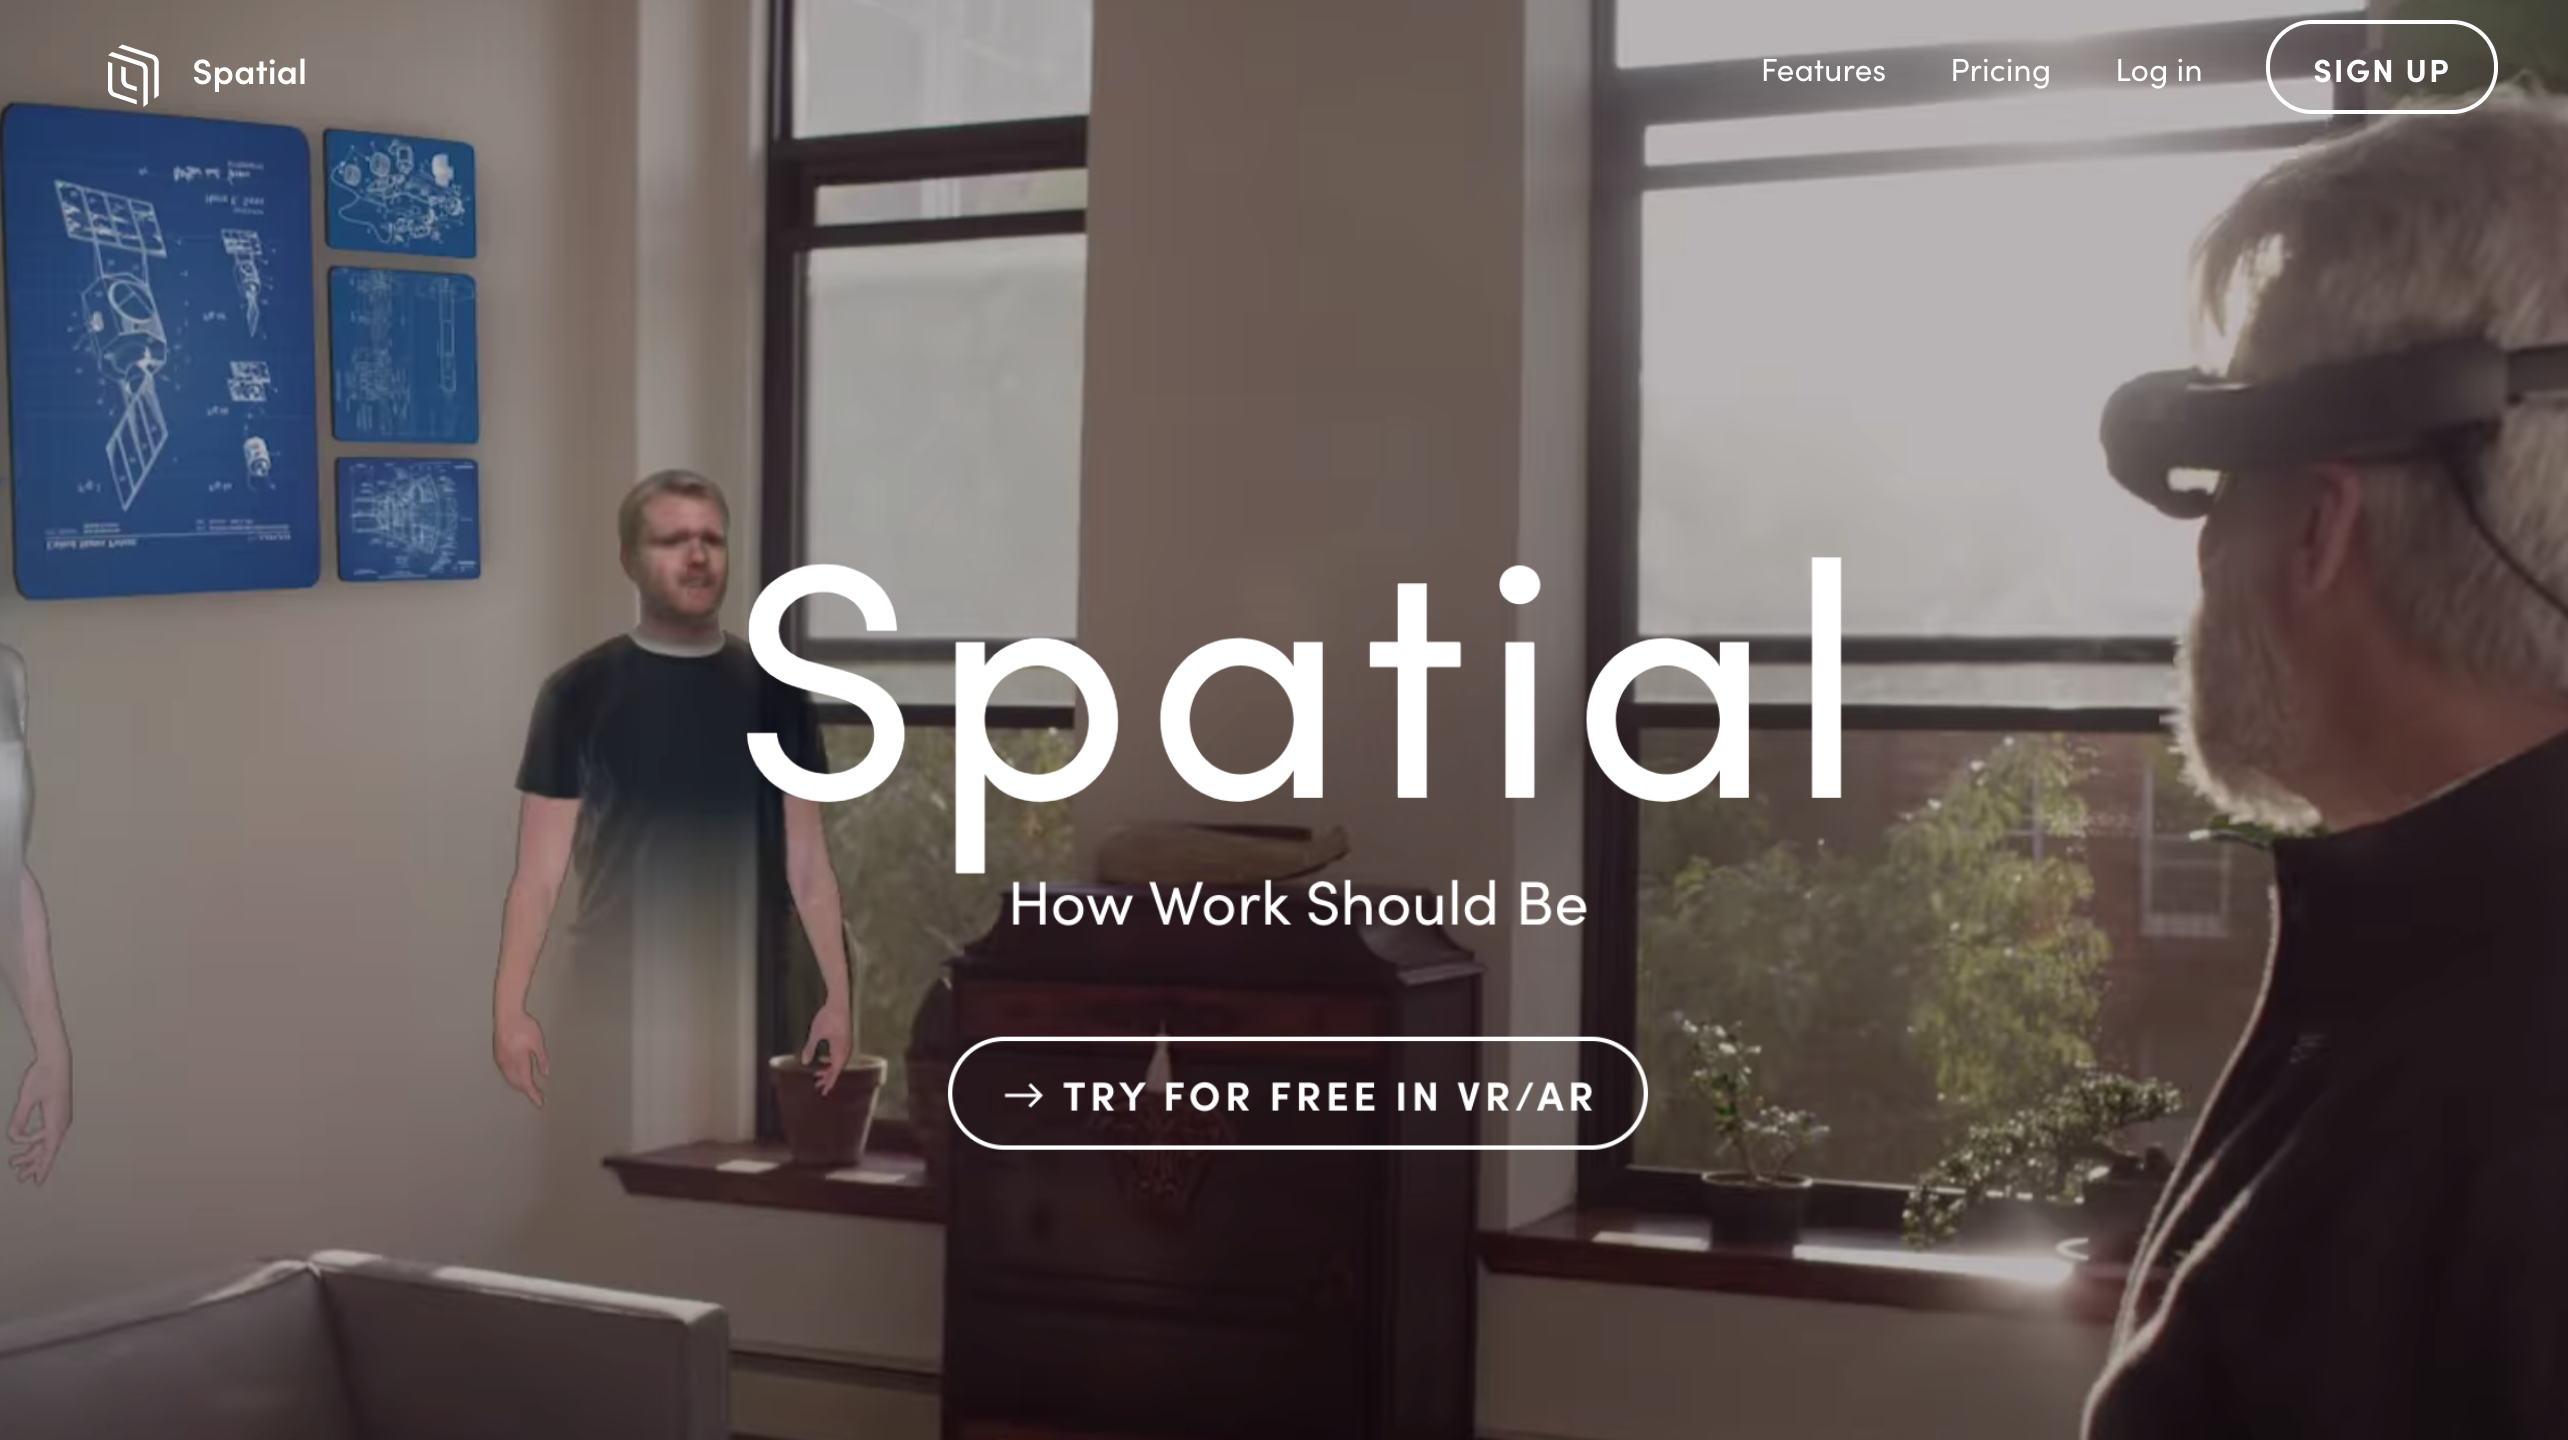 Spatial
Features
Pricing
Log in
SIGN UP
Spatial
How Work Should Be
→ TRY FOR FREE IN VR/AR